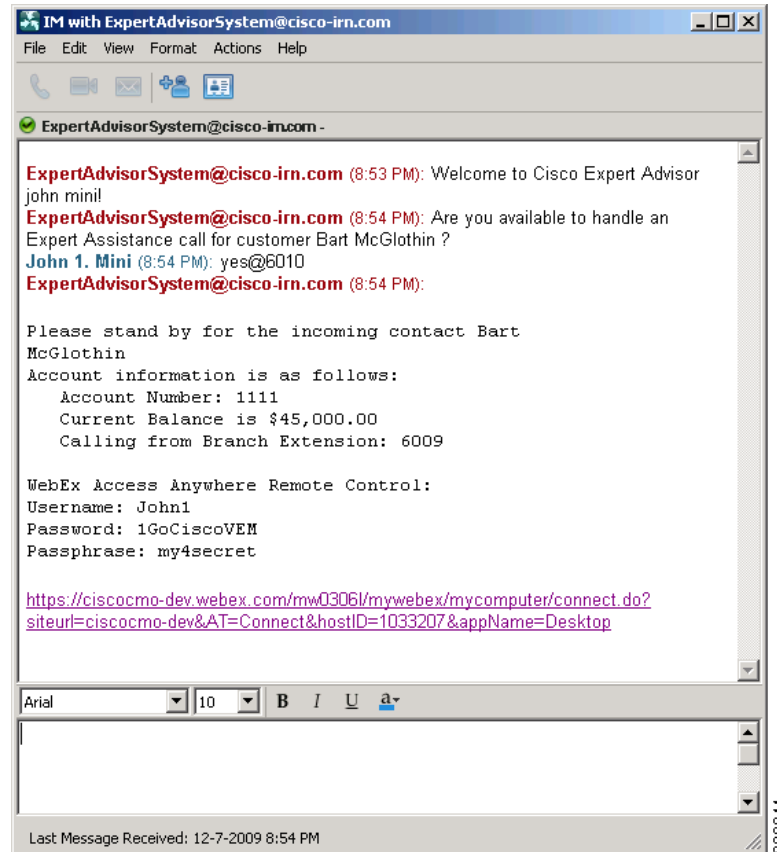 IM with ExpertAdvisorSystem@cisco-irn.com
File Edit View Format Actions Help
ExpertAdvisorSystem@cisco-irn.com -
ExpertAdvisorSystem@cisco-irn.com (8:53 PM): Welcome to Cisco Expert Advisor
john mini!
ExpertAdvisorSystem@cisco-irn.com (8:54 PM): Are you available to handle an
Expert Assistance call for customer Bart McGlothin ?
John 1. Mini (8:54 PM): yes@6010
ExpertAdvisorSystem@cisco-irn.com (8:54 PM):
Please stand by for the incoming contact Bart
McGlothin
Account information is as follows:
Account Number: 1111
Current Balance is $45,000.00
Calling from Branch Extension: 6009
WebEx Access Anywhere Remote Control:
Username: John1
Password: 1GoCiscoVEM
Passphrase: my4secret
https://ciscocmo-dev.webex.com/mw0306l/mywebex/mycomputer/connect.do?
siteurl=ciscocmo-dev&AT=Connect&hostID=1033207&appName=Desktop
Arial 10 B I U a
Last Message Received: 12-7-2009 8:54 PM